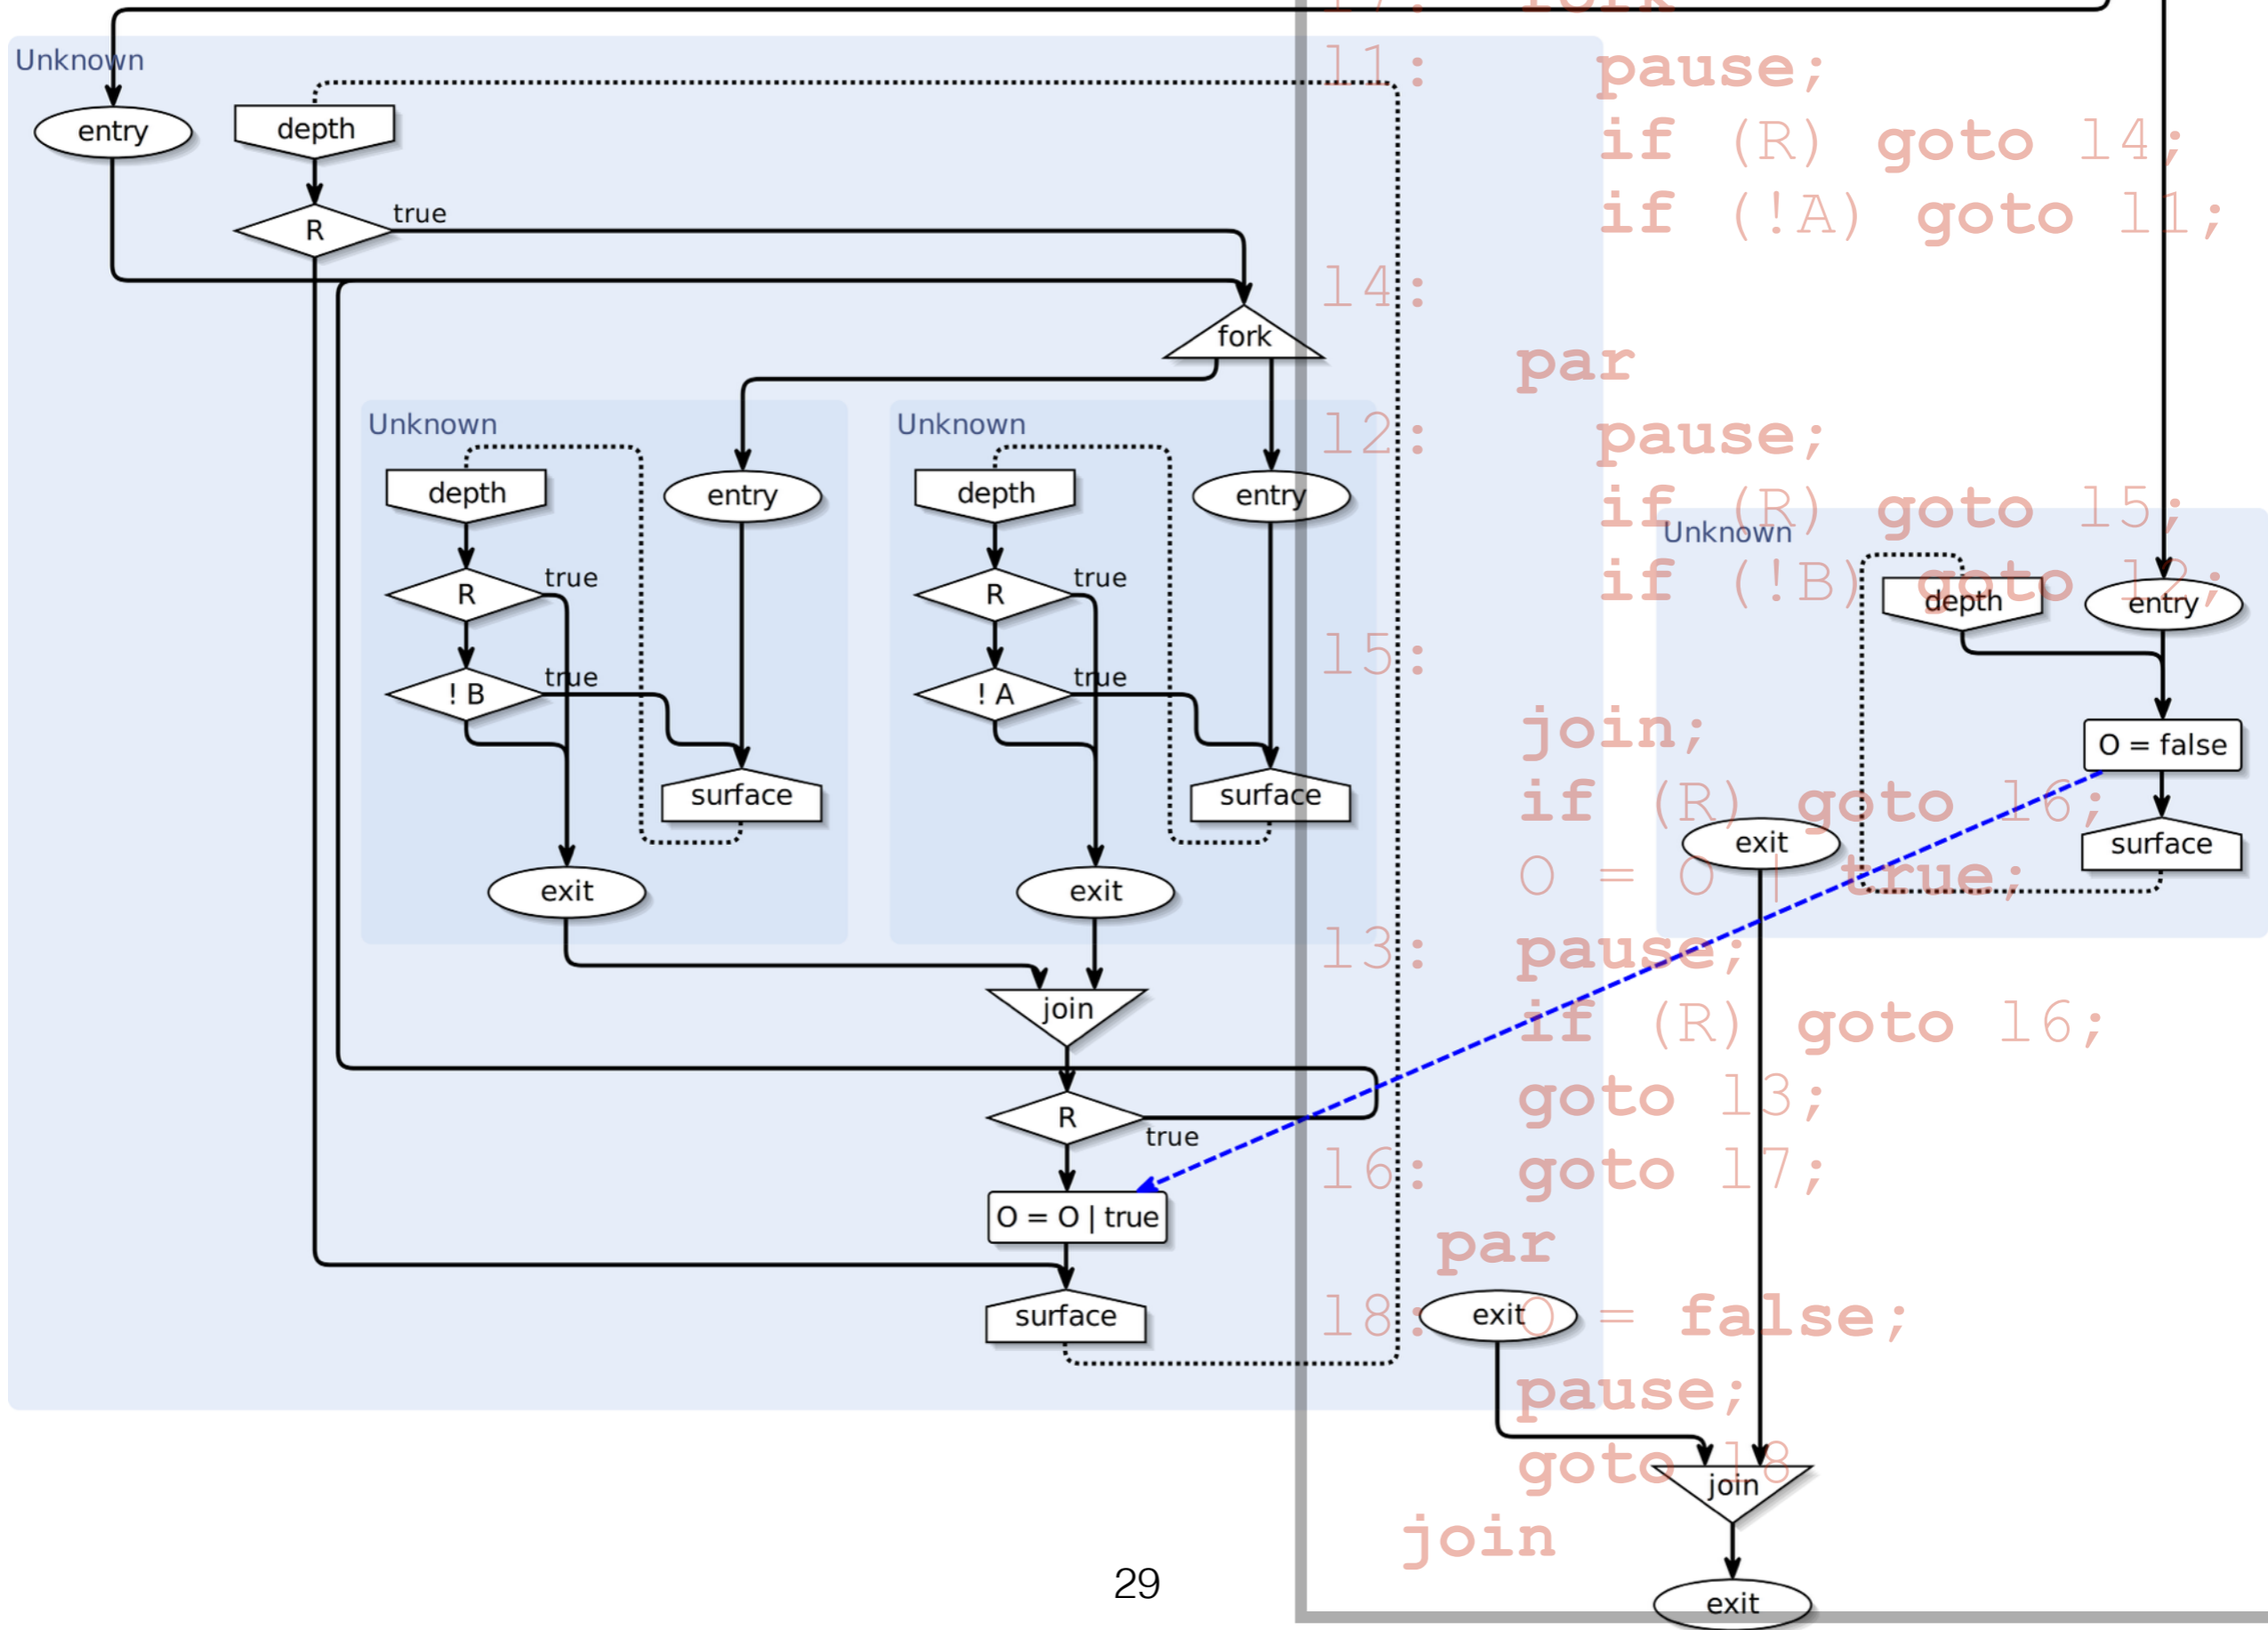 17: fork
Unknown
11: pause;
entry
depth
if (R) goto 14;
true
R
if (!A) goto 11;
14:
fork
par
Unknown
Unknown
12: pause;
depth
entry
depth
entry
if (R) goto 15;
Unknown
R
true
R
true
if (!B) goto 12;
depth
entry
15:
! B
true
! A
true
join;
O = false
surface
surface
if (R) goto 16;
exit
surface
exit
exit
O = O | true;
13: pause;
join
if (R) goto 16;
R
true
goto 13;
16: goto 17;
O = O | true
par
surface
exit
18: O = false;
pause;
goto 18
join
join
29
exit